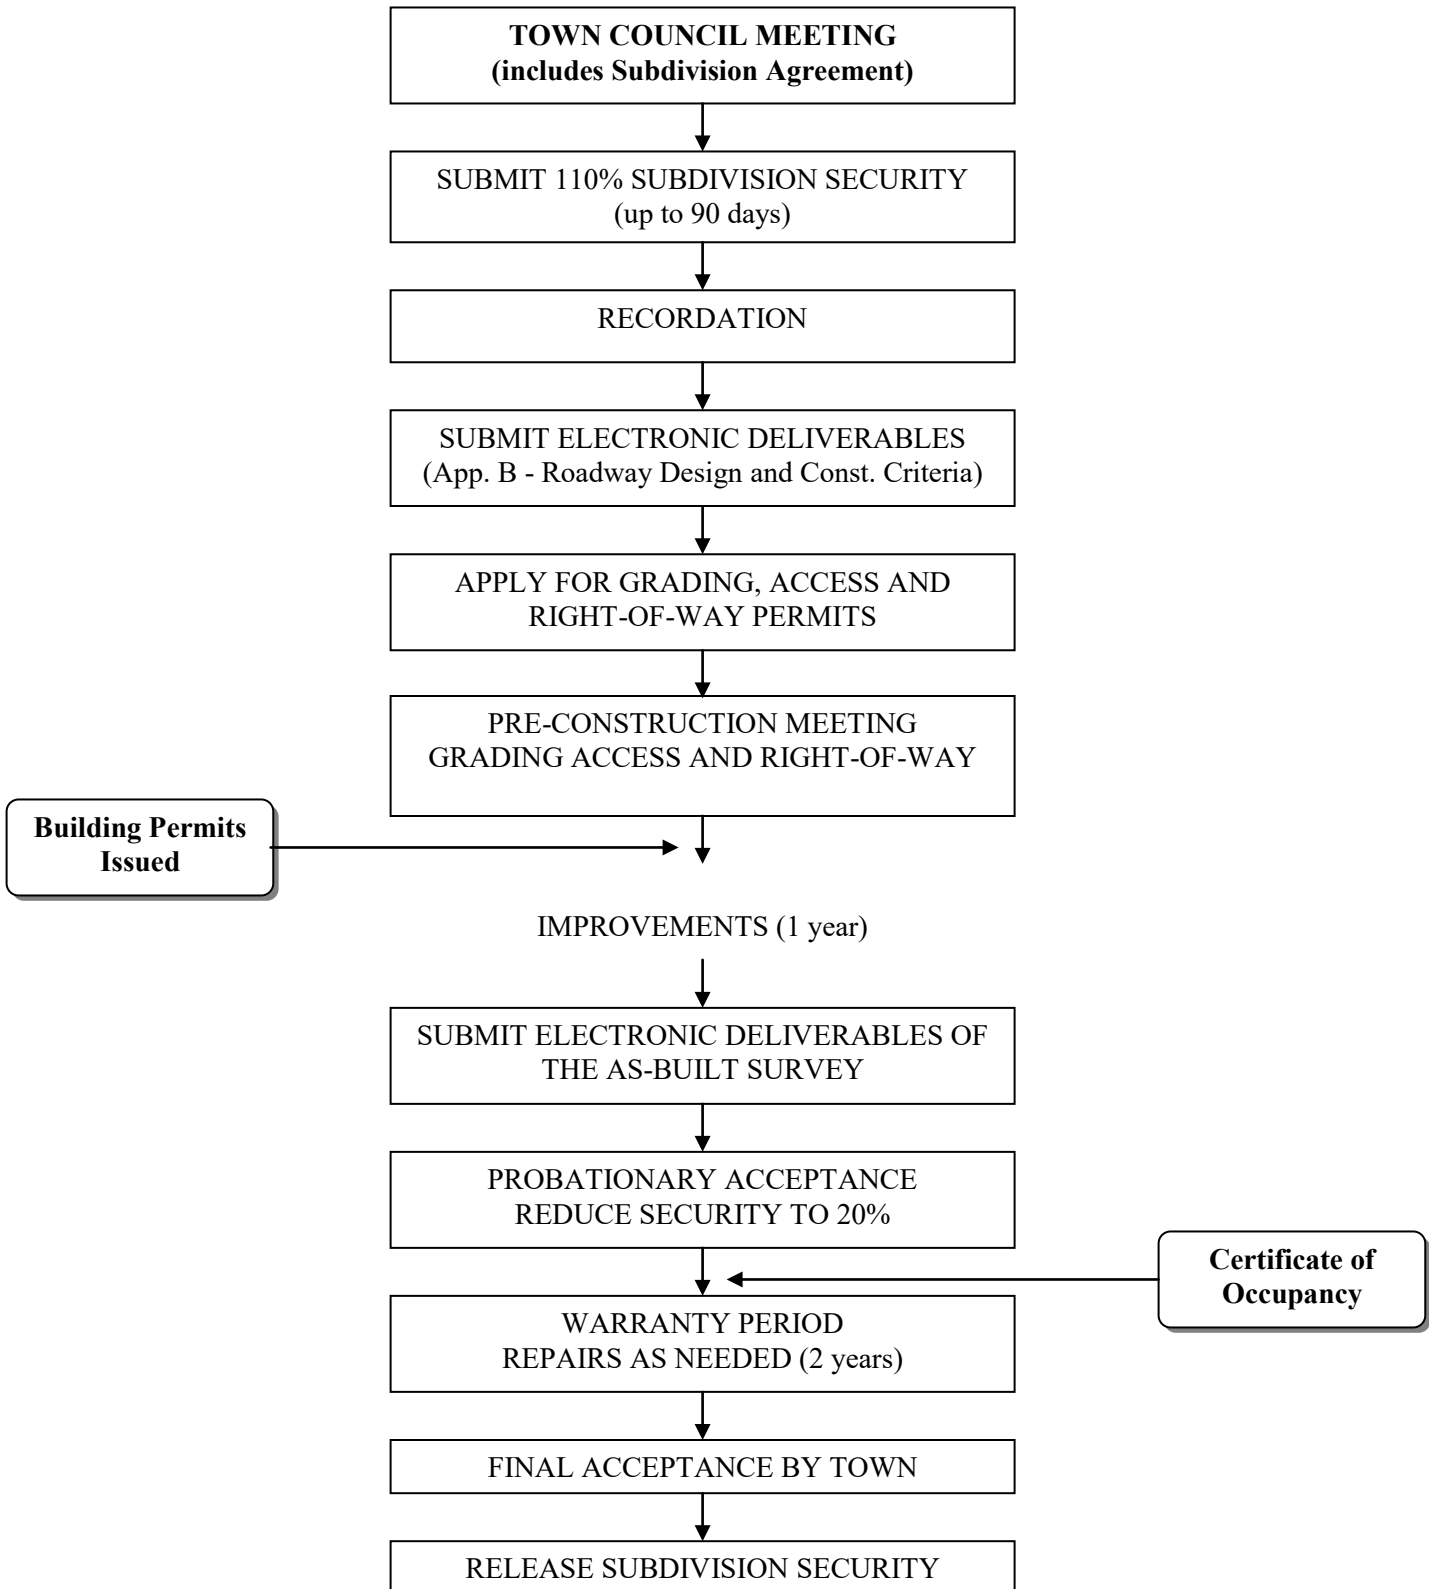 TOWN COUNCIL MEETING
(includes Subdivision Agreement)
SUBMIT 110% SUBDIVISION SECURITY
(up to 90 days)
RECORDATION
SUBMIT ELECTRONIC DELIVERABLES
(App. B - Roadway Design and Const. Criteria)
APPLY FOR GRADING, ACCESS AND
RIGHT-OF-WAY PERMITS
PRE-CONSTRUCTION MEETING
GRADING ACCESS AND RIGHT-OF-WAY
Building Permits
Issued
IMPROVEMENTS (1 year)
SUBMIT ELECTRONIC DELIVERABLES OF
THE AS-BUILT SURVEY
PROBATIONARY ACCEPTANCE
REDUCE SECURITY TO 20%
Certificate of
Occupancy
WARRANTY PERIOD
REPAIRS AS NEEDED (2 years)
FINAL ACCEPTANCE BY TOWN
RELEASE SUBDIVISION SECURITY